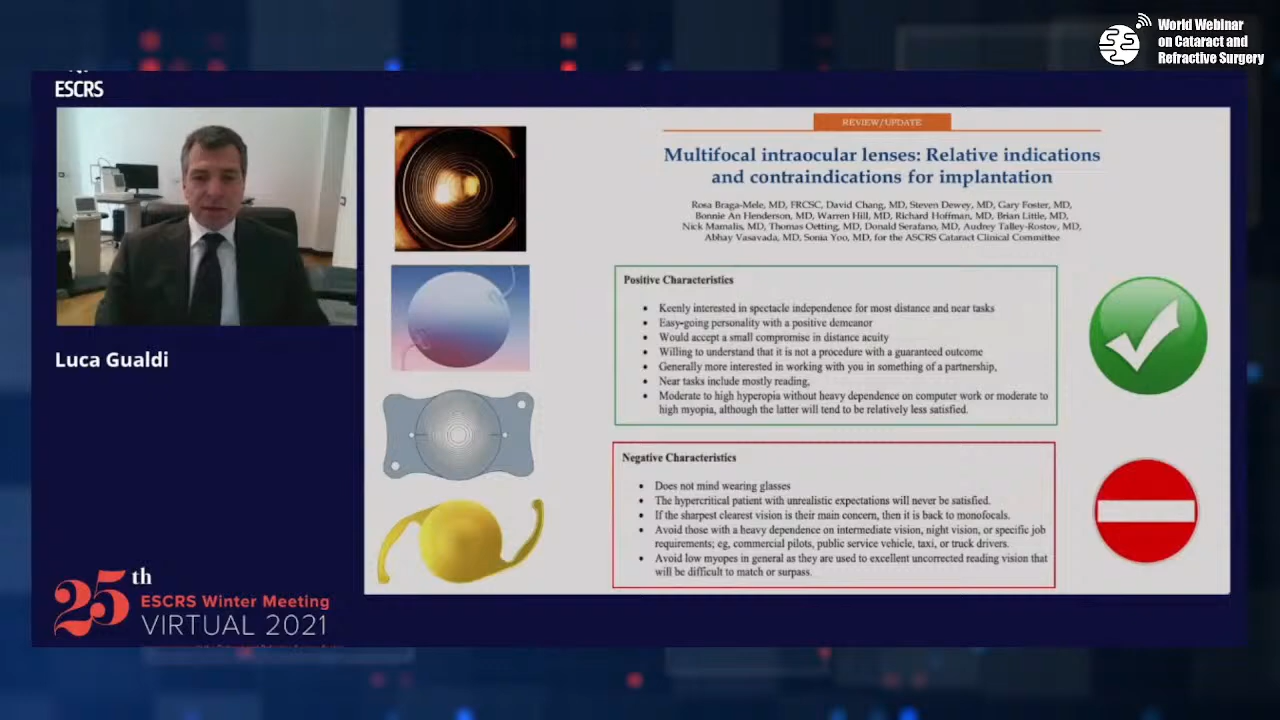 World Webinar
on Cataract and
Refractive Surgery
ESCRS
Luca Gualdi
25th
ESCRS Winter Meeting
VIRTUAL 2021
REVIEW/UPDATE
Multifocal intraocular lenses: Relative indications
and contraindications for implantation
Rosa Braga-Mele, MD, FRCSC, David Chang, MD, Steven Dewey, MD, Gary Foster, MD,
Bonnie An Henderson, MD, Warren Hill, MD, Richard Hoffman, MD, Brian Little, MD,
Nick Mamalis, MD, Thomas Oetting, MD, Donald Serafano, MD, Audrey Talley-Rostov, MD,
Abhay Vasavada, MD, Sonia Yoo, MD, for the ASCRS Cataract Clinical Committee
Positive Characteristics
• Keenly interested in spectacle independence for most distance and near tasks
• Easy-going personality with a positive demeanor
• Would accept a small compromise in distance acuity
• Willing to understand that it is not a procedure with a guaranteed outcome
• Generally more interested in working with you in something of a partnership,
• Near tasks include mostly reading,
• Moderate to high hyperopia without heavy dependence on computer work or moderate to
high myopia, although the latter will tend to be relatively less satisfied.
Negative Characteristics
• Does not mind wearing glasses
• The hypercritical patient with unrealistic expectations will never be satisfied.
• If the sharpest clearest vision is their main concern, then it is back to monofocals.
• Avoid those with a heavy dependence on intermediate vision, night vision, or specific job
requirements; eg, commercial pilots, public service vehicle, taxi, or truck drivers.
• Avoid low myopes in general as they are used to excellent uncorrected reading vision that
will be difficult to match or surpass.